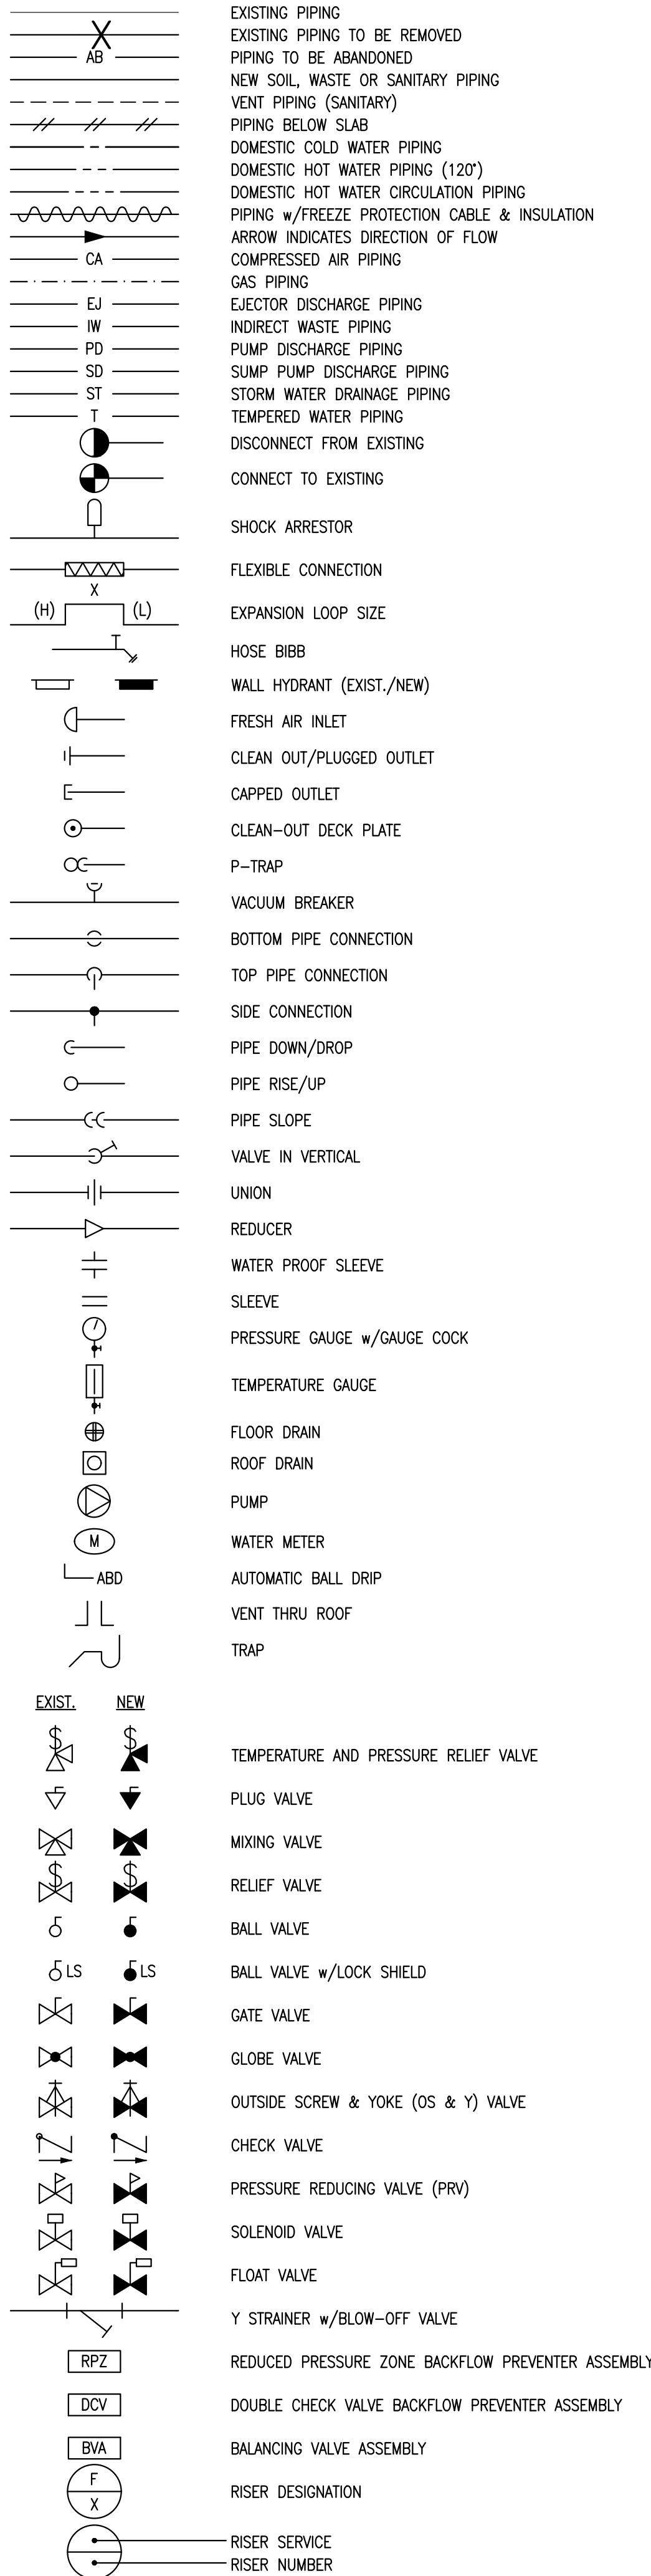 EXISTING PIPING
EXISTING PIPING TO BE REMOVED
AB PIPING TO BE ABANDONED
NEW SOIL, WASTE OR SANITARY PIPING
VENT PIPING (SANITARY)
PIPING BELOW SLAB
DOMESTIC COLD WATER PIPING
DOMESTIC HOT WATER PIPING (120°)
DOMESTIC HOT WATER CIRCULATION PIPING
PIPING w/FREEZE PROTECTION CABLE & INSULATION
ARROW INDICATES DIRECTION OF FLOW
CA COMPRESSED AIR PIPING
GAS PIPING
EJ EJECTOR DISCHARGE PIPING
IW INDIRECT WASTE PIPING
PD PUMP DISCHARGE PIPING
SD SUMP PUMP DISCHARGE PIPING
ST STORM WATER DRAINAGE PIPING
T TEMPERED WATER PIPING
DISCONNECT FROM EXISTING
CONNECT TO EXISTING
SHOCK ARRESTOR
FLEXIBLE CONNECTION
X
(H) (L) EXPANSION LOOP SIZE
HOSE BIBB
WALL HYDRANT (EXIST./NEW)
FRESH AIR INLET
CLEAN OUT/PLUGGED OUTLET
CAPPED OUTLET
CLEAN-OUT DECK PLATE
P-TRAP
VACUUM BREAKER
BOTTOM PIPE CONNECTION
TOP PIPE CONNECTION
SIDE CONNECTION
PIPE DOWN/DROP
PIPE RISE/UP
PIPE SLOPE
VALVE IN VERTICAL
UNION
REDUCER
WATER PROOF SLEEVE
SLEEVE
PRESSURE GAUGE w/GAUGE COCK
TEMPERATURE GAUGE
FLOOR DRAIN
ROOF DRAIN
PUMP
M WATER METER
ABD AUTOMATIC BALL DRIP
VENT THRU ROOF
TRAP
EXIST. NEW
TEMPERATURE AND PRESSURE RELIEF VALVE
PLUG VALVE
MIXING VALVE
RELIEF VALVE
BALL VALVE
LS LS BALL VALVE w/LOCK SHIELD
GATE VALVE
GLOBE VALVE
OUTSIDE SCREW & YOKE (OS & Y) VALVE
CHECK VALVE
PRESSURE REDUCING VALVE (PRV)
SOLENOID VALVE
FLOAT VALVE
Y STRAINER w/BLOW-OFF VALVE
RPZ REDUCED PRESSURE ZONE BACKFLOW PREVENTER ASSEMBLY
DCV DOUBLE CHECK VALVE BACKFLOW PREVENTER ASSEMBLY
BVA BALANCING VALVE ASSEMBLY
F
X RISER DESIGNATION
RISER SERVICE
RISER NUMBER